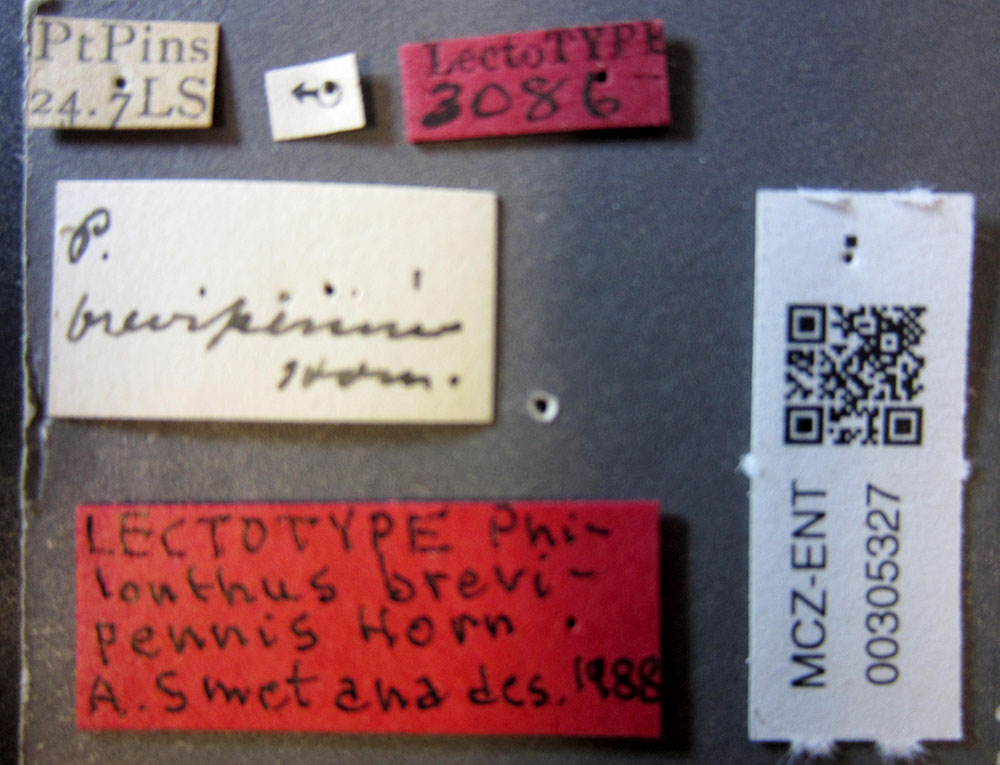 PtPins
24.7LS
♂
LectoTYPE
3086
P.
brevipennis
Horn.
LECTOTYPE Phi-
lonthus brevi-
pennis Horn.
A. Smetana des. 1988
MCZ-ENT
00305327